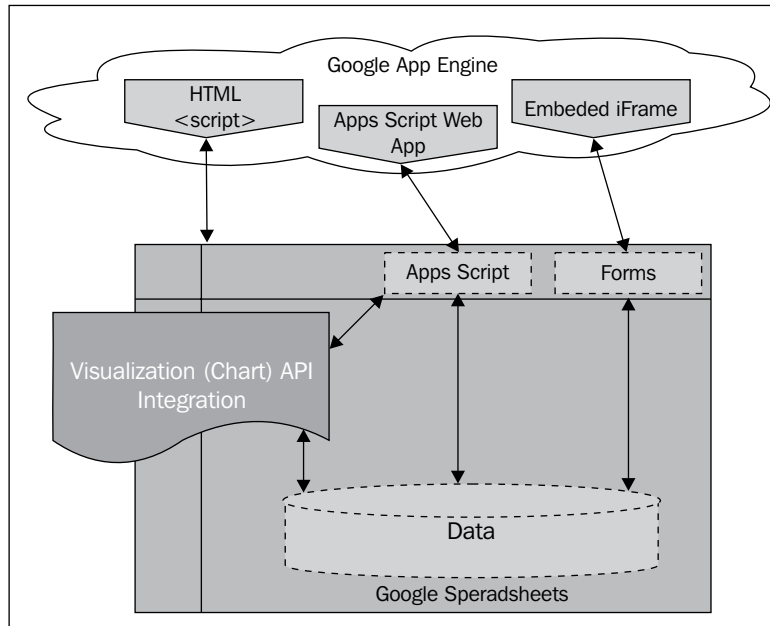 Google App Engine
HTML
<script>
Apps Script Web
App
Embeded iFrame
Apps Script
Forms
Visualization (Chart) API
Integration
Data
Google Speradsheets